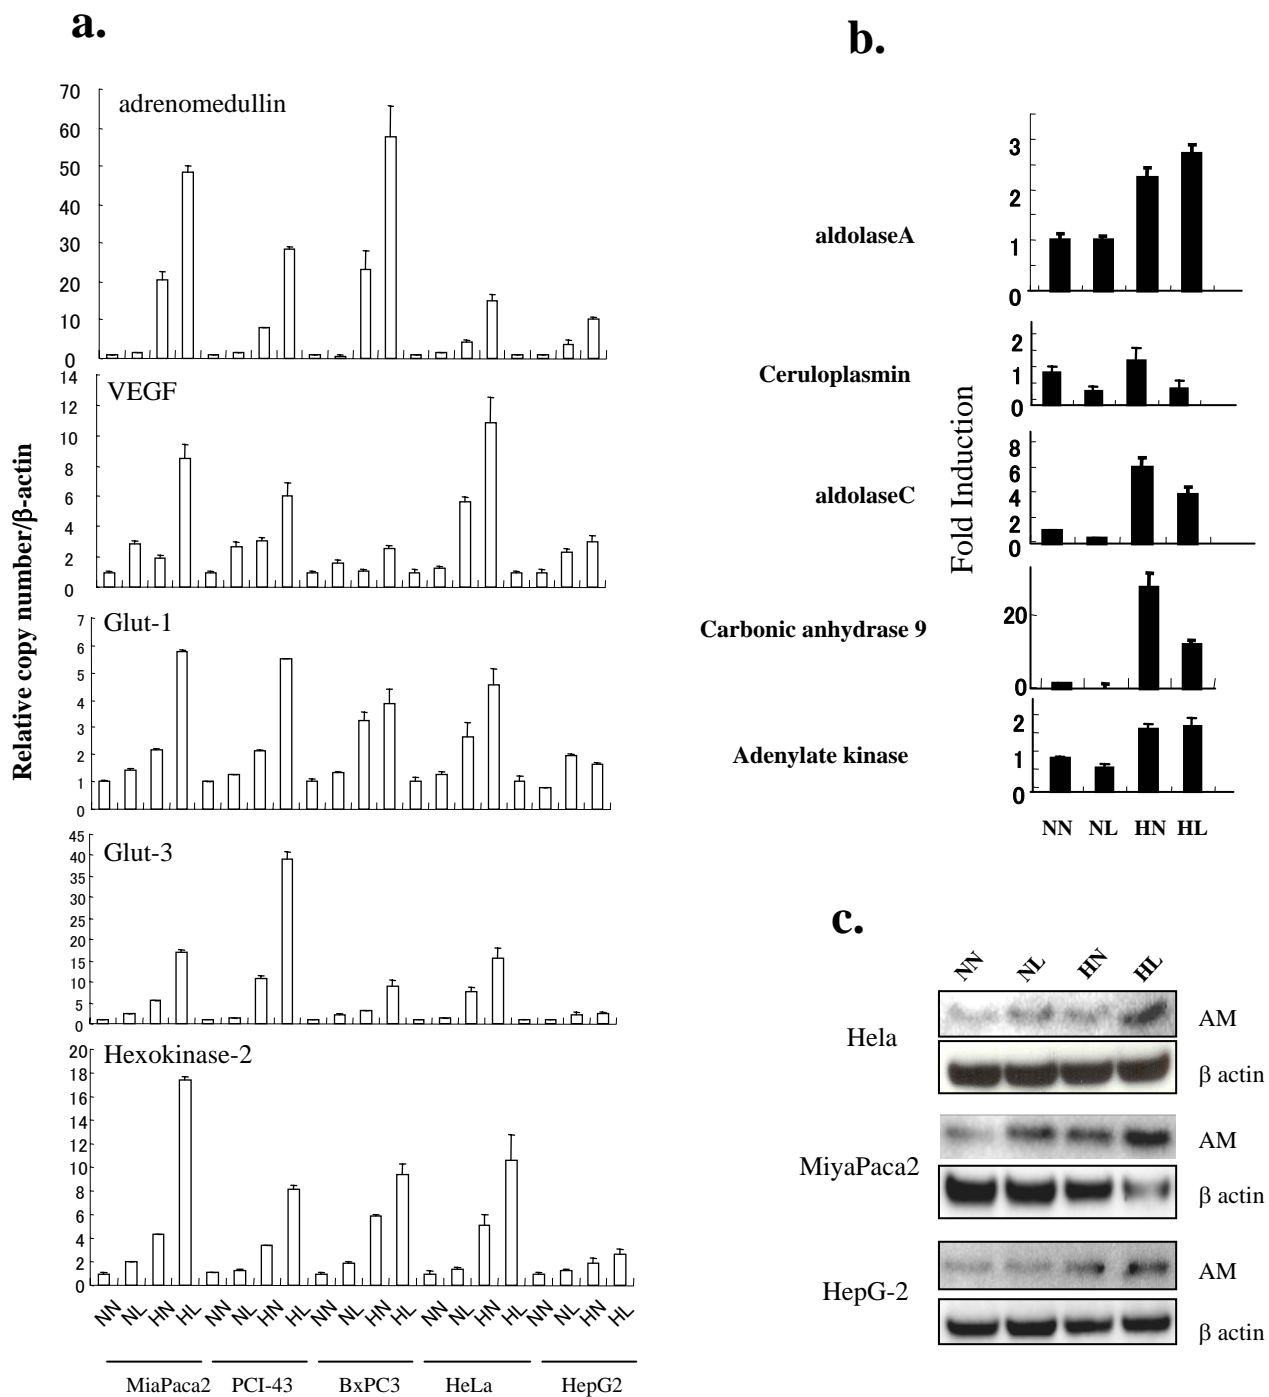 a.
adrenomedullin
70
60
50
40
30
20
10
0
VEGF
14
12
10
8
6
4
2
0
Glut-1
7
6
5
4
3
2
1
0
Glut-3
45
40
35
30
25
20
15
10
5
0
Hexokinase-2
20
18
16
14
12
10
8
6
4
2
0
Relative copy number/β-actin
NN NL HN HL NN NL HN HL NN NL HN HL NN NL HN HL NN NL HN HL
MiaPaca2 PCI-43 BxPC3 HeLa HepG2
b.
Fold Induction
aldolaseA
3
2
1
0
Ceruloplasmin
2
1
0
aldolaseC
8
6
4
2
0
Carbonic anhydrase 9
20
0
Adenylate kinase
2
1
0
NN NL HN HL
c.
NN NL HN HL
Hela
AM
β actin
MiyaPaca2
AM
β actin
HepG-2
AM
β actin